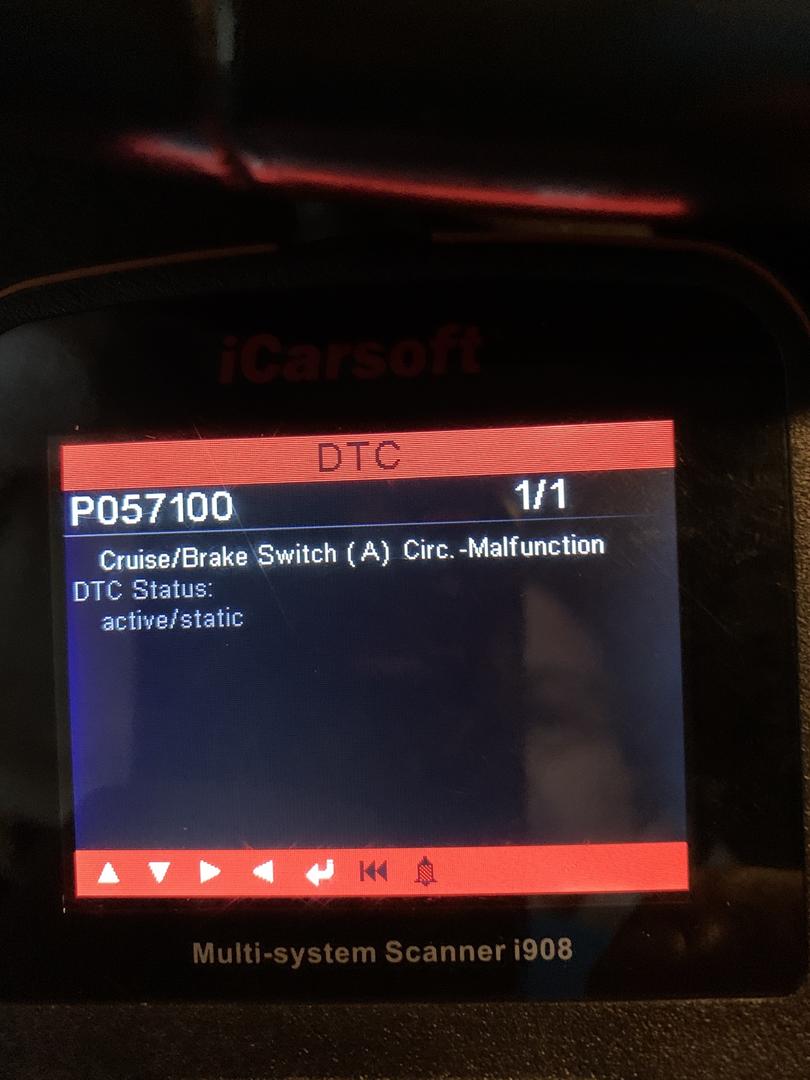 iCarsoft
DTC
P057100 1/1
Cruise/Brake Switch (A) Circ.-Malfunction
DTC Status:
active/static
Multi-system Scanner i908